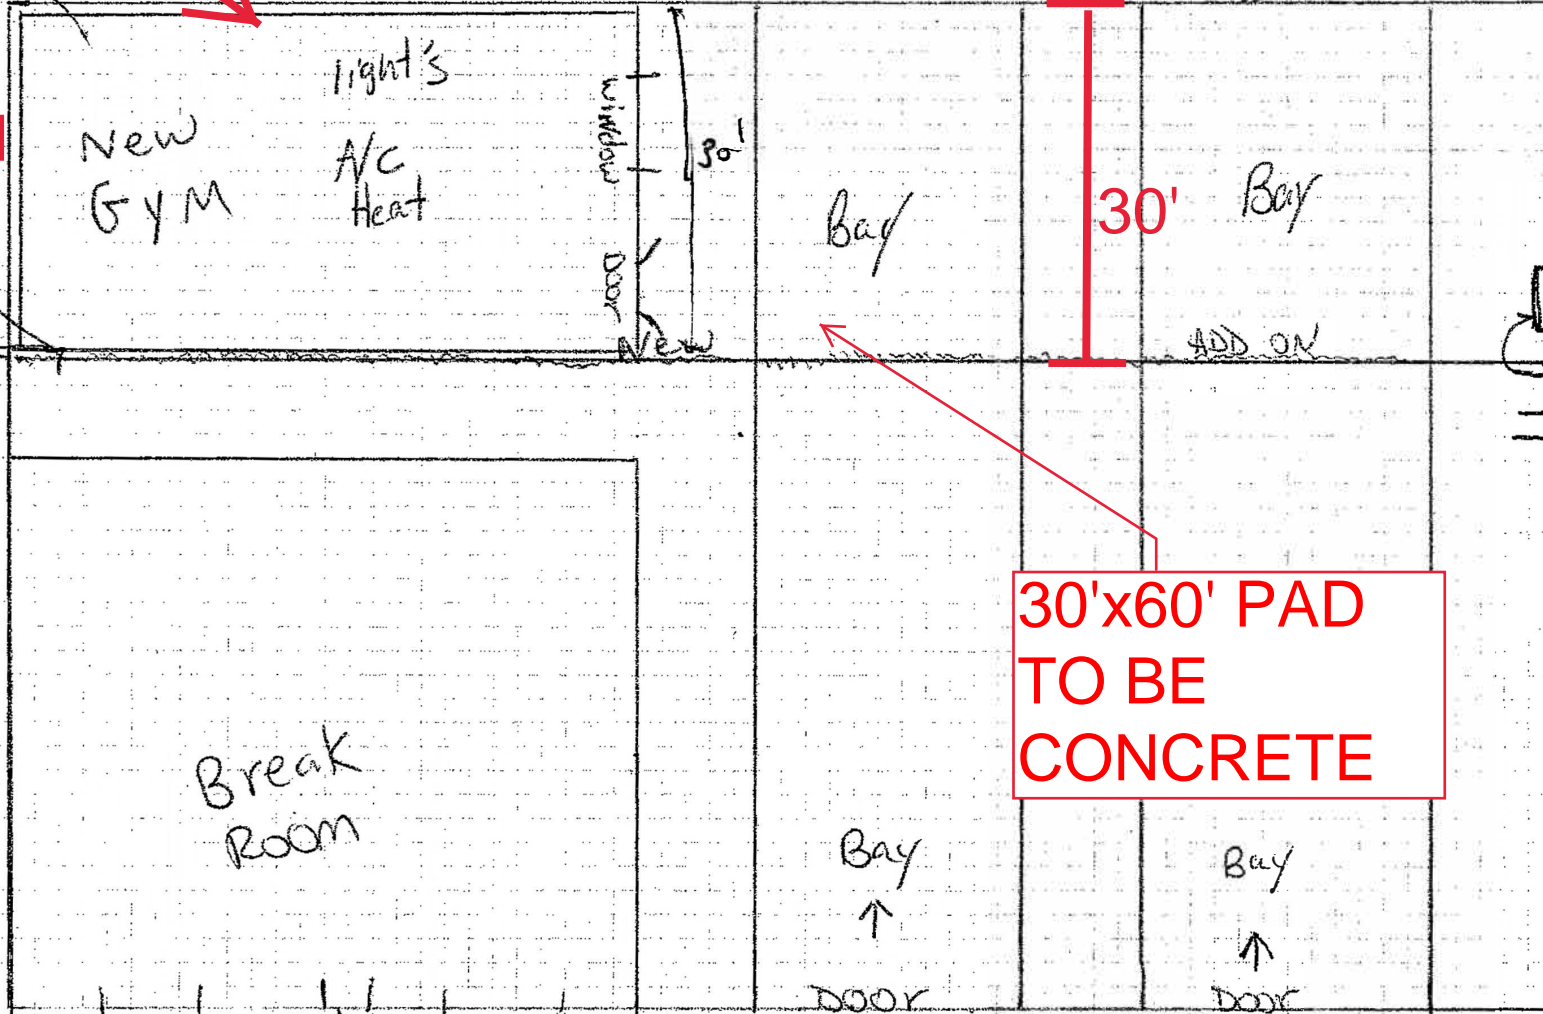 light's
New
GYM
A/C
Heat
window
30'
Door
New
Bay
30'
Bay
ADD ON
30'x60' PAD
TO BE
CONCRETE
Break
Room
Bay
Bay
DOOr
DOOr